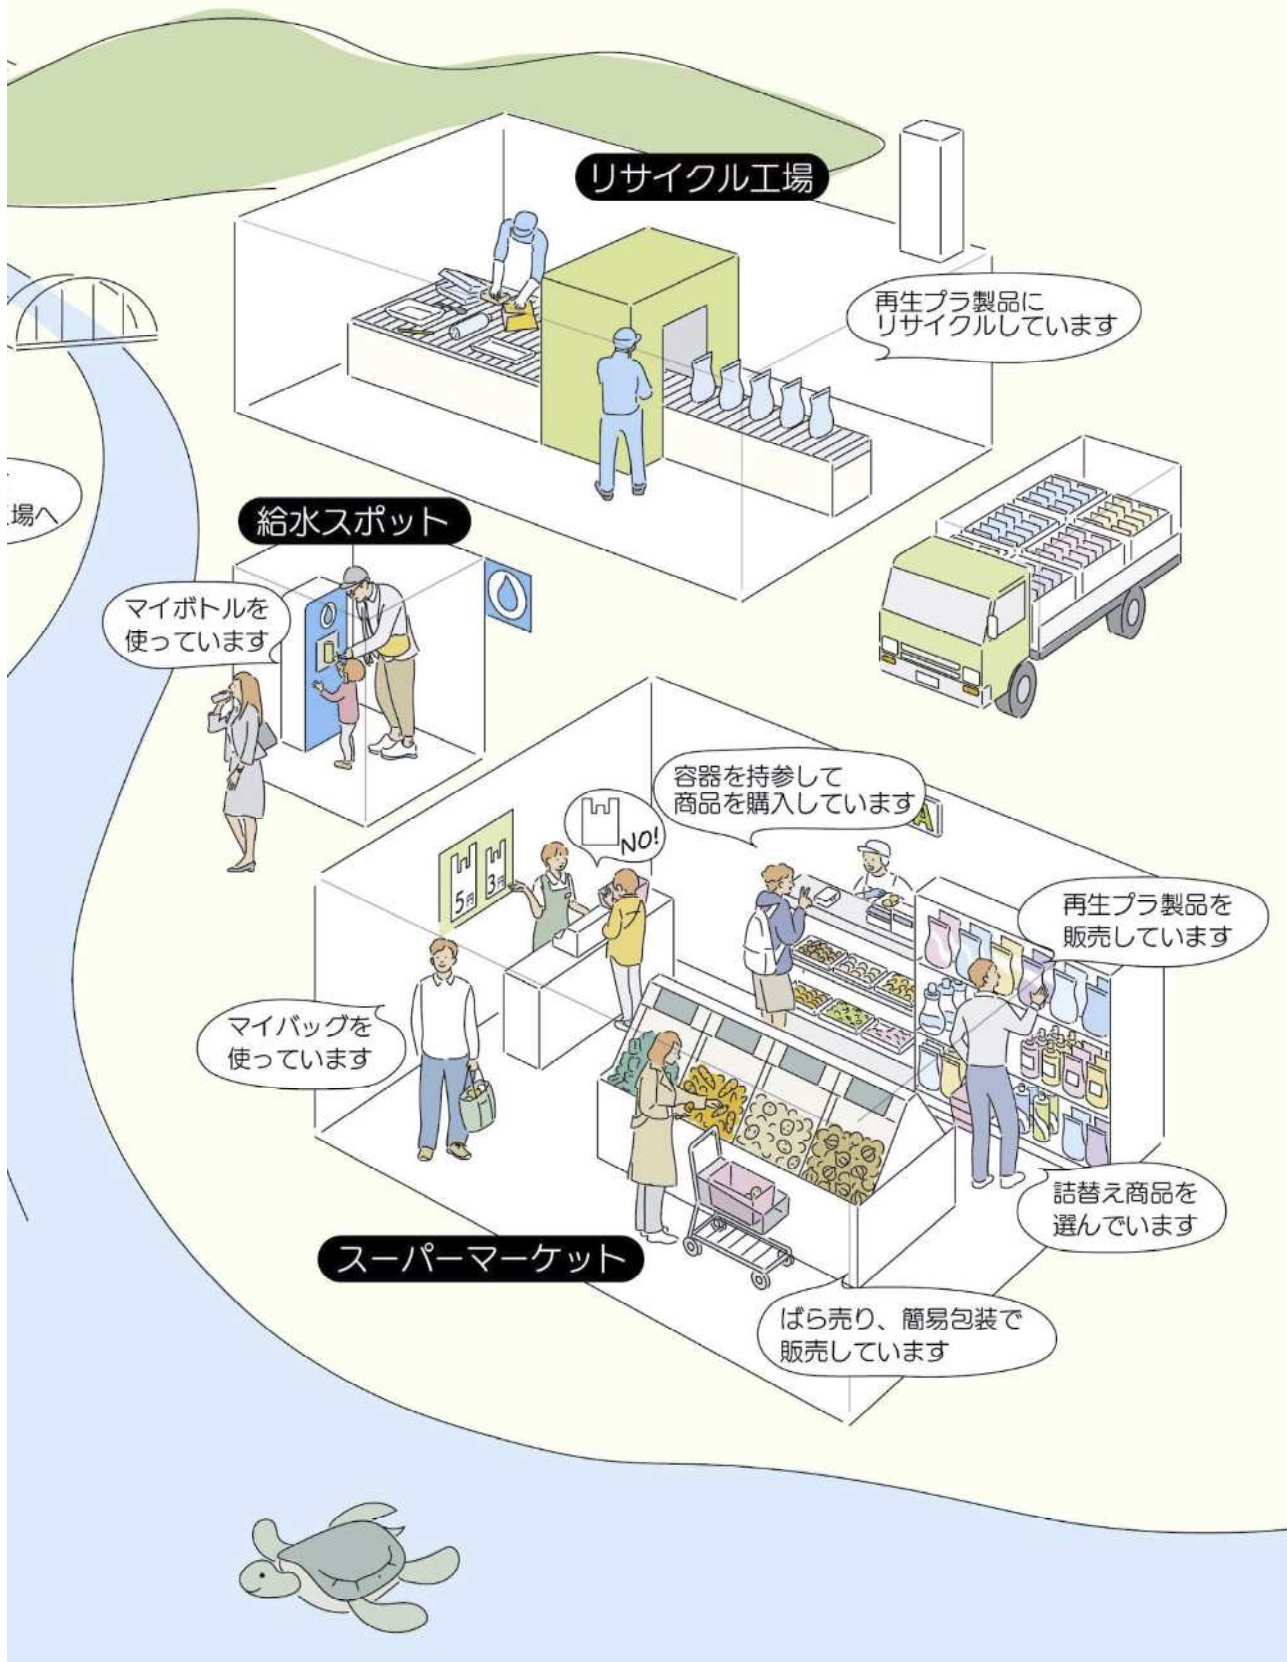 リサイクル工場
再生プラ製品に
リサイクルしています
場へ
給水スポット
マイボトルを
使っています
容器を持参して
商品を購入しています
A
NO!
5円
3円
再生プラ製品を
販売しています
マイバッグを
使っています
詰替え商品を
選んでいます
スーパーマーケット
ばら売り、簡易包装で
販売しています